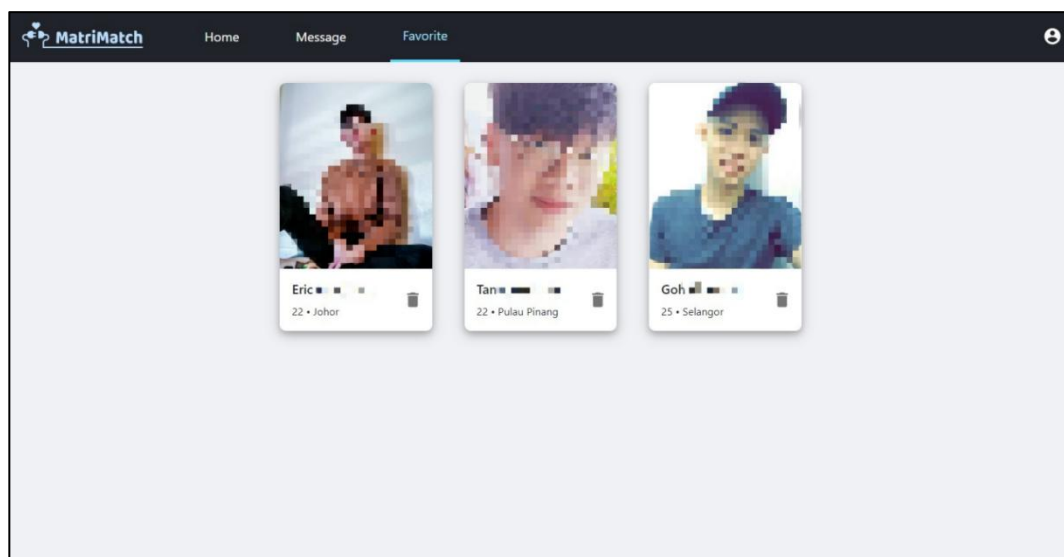 MatriMatch
Home
Message
Favorite
Eric
22 • Johor
Tan
22 • Pulau Pinang
Goh
25 • Selangor